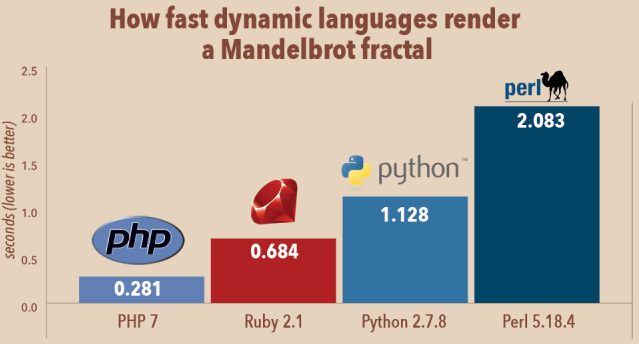 How fast dynamic languages render
a Mandelbrot fractal
seconds (lower is better)
2.5
2.0
1.5
1.0
0.5
0.0
php
0.281
0.684
python™
1.128
perl
2.083
PHP 7
Ruby 2.1
Python 2.7.8
Perl 5.18.4